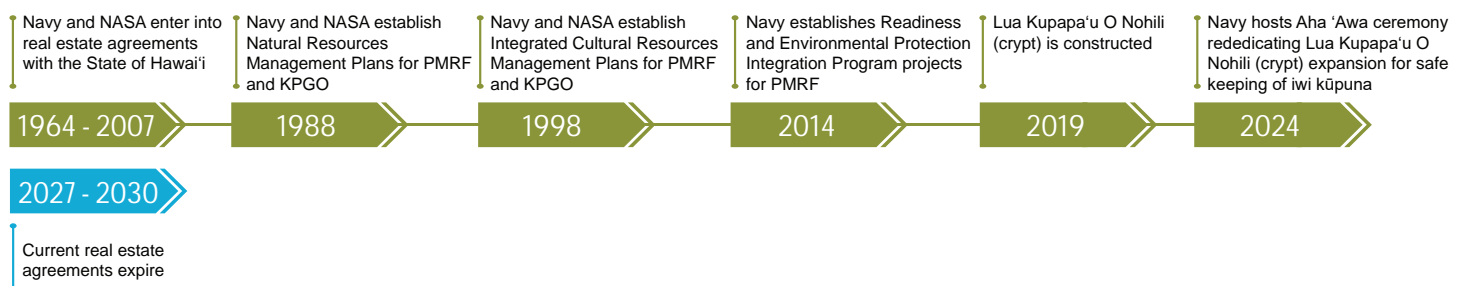 Navy and NASA enter into
real estate agreements
with the State of Hawai‘i
1964 - 2007
Navy and NASA establish
Natural Resources
Management Plans for PMRF
and KPGO
1988
Navy and NASA establish
Integrated Cultural Resources
Management Plans for PMRF
and KPGO
1998
Navy establishes Readiness
and Environmental Protection
Integration Program projects
for PMRF
2014
Lua Kupapa‘u O Nohili
(crypt) is constructed
2019
Navy hosts Aha ‘Awa ceremony
rededicating Lua Kupapa‘u O
Nohili (crypt) expansion for safe
keeping of iwi kūpuna
2024
2027 - 2030
Current real estate
agreements expire